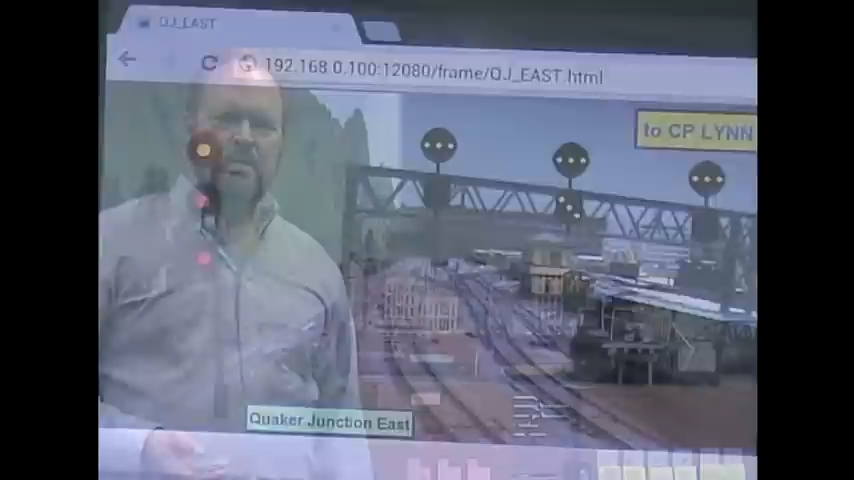 QJ_EAST
192.168.0.100:12080/frame/QJ_EAST.html
to CP LYNN
Quaker Junction East